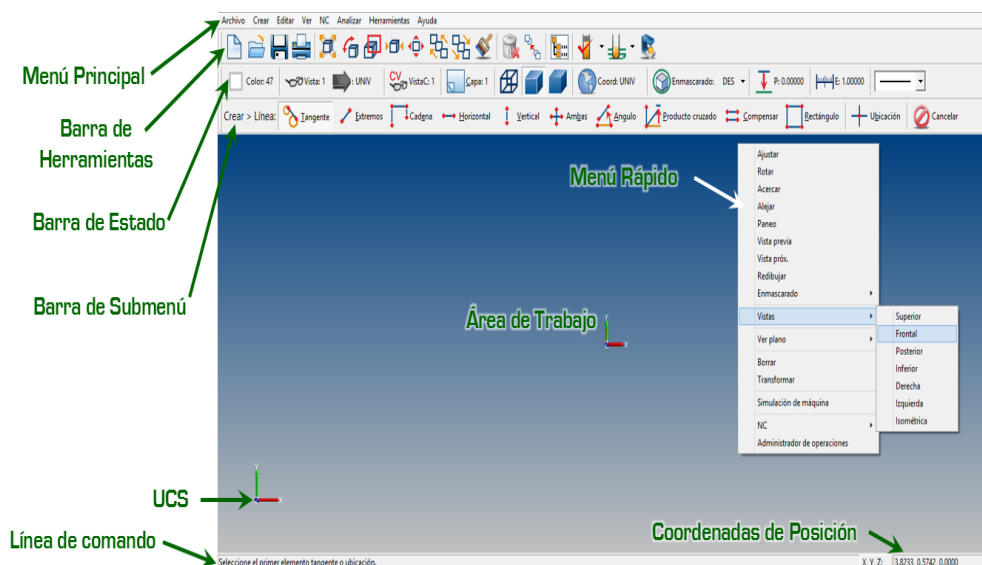 Archivo Crear Editar Ver NC Analizar Herramientas Ayuda
Menú Principal
Color: 47 Vista: 1 : UNIV CV VistaC: 1 Capa: 1 Coord: UNIV Enmascarado: DES P: 0.00000 E: 1.00000
Barra de
Herramientas
Crear > Línea: Tangente Extremos Cadena Horizontal Vertical Ambas Angulo Producto cruzado Compensar Rectángulo Ubicación Cancelar
Barra de Estado
Barra de Submenú
Menú Rápido
Ajustar
Rotar
Acercar
Alejar
Paneo
Vista previa
Vista próx.
Redibujar
Enmascarado
Vistas
Ver plano
Borrar
Transformar
Simulación de máquina
NC
Administrador de operaciones
Superior
Frontal
Posterior
Inferior
Derecha
Izquierda
Isométrica
Área de Trabajo
Y
X
Y
X
UCS
Coordenadas de Posición
Línea de comando
Seleccione el primer elemento tangente o ubicación.
X, Y, Z: 3.8233, 0.5742, 0.0000